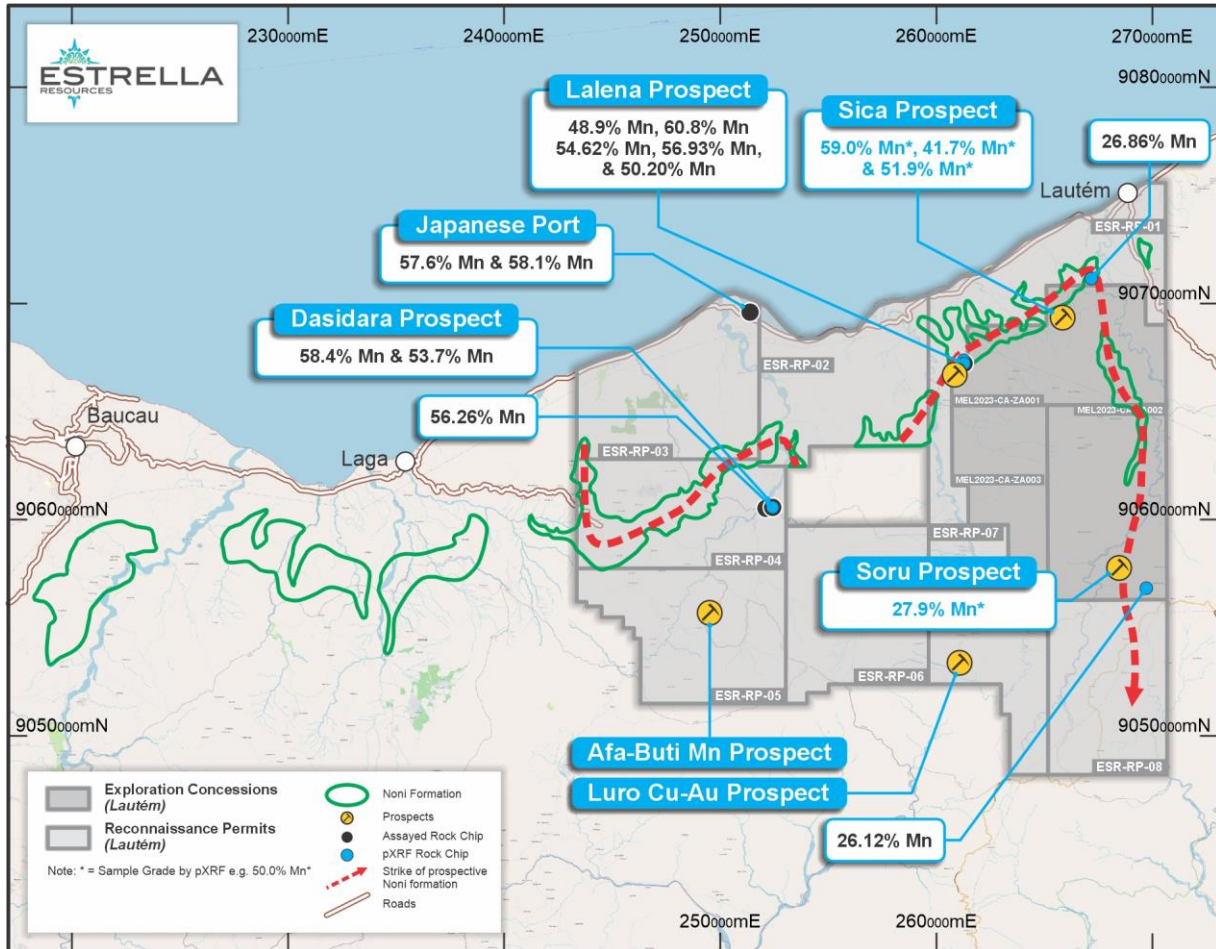 230000mE
240000mE
250000mE
260000mE
270000mE
ESTRELLA
RESOURCES
9080000mN
Lalena Prospect
48.9% Mn, 60.8% Mn
54.62% Mn, 56.93% Mn,
& 50.20% Mn
Sica Prospect
59.0% Mn*, 41.7% Mn*
& 51.9% Mn*
26.86% Mn
Lautém
Japanese Port
57.6% Mn & 58.1% Mn
ESR-RP-01
9070000mN
Dasidara Prospect
58.4% Mn & 53.7% Mn
ESR-RP-02
56.26% Mn
MEL2023-CA-ZA001
Baucau
Laga
ESR-RP-03
MEL2023-CA-ZA003
9060000mN
9060000mN
ESR-RP-07
ESR-RP-04
Soru Prospect
27.9% Mn*
ESR-RP-06
ESR-RP-05
9050000mN
9050000mN
Afa-Buti Mn Prospect
ESR-RP-08
Luro Cu-Au Prospect
26.12% Mn
Exploration Concessions
(Lautém)
Reconnaissance Permits
(Lautém)
Note: * = Sample Grade by pXRF e.g. 50.0% Mn*
Noni Formation
Prospects
Assayed Rock Chip
pXRF Rock Chip
Strike of prospective
Noni formation
Roads
250000mE
260000mE